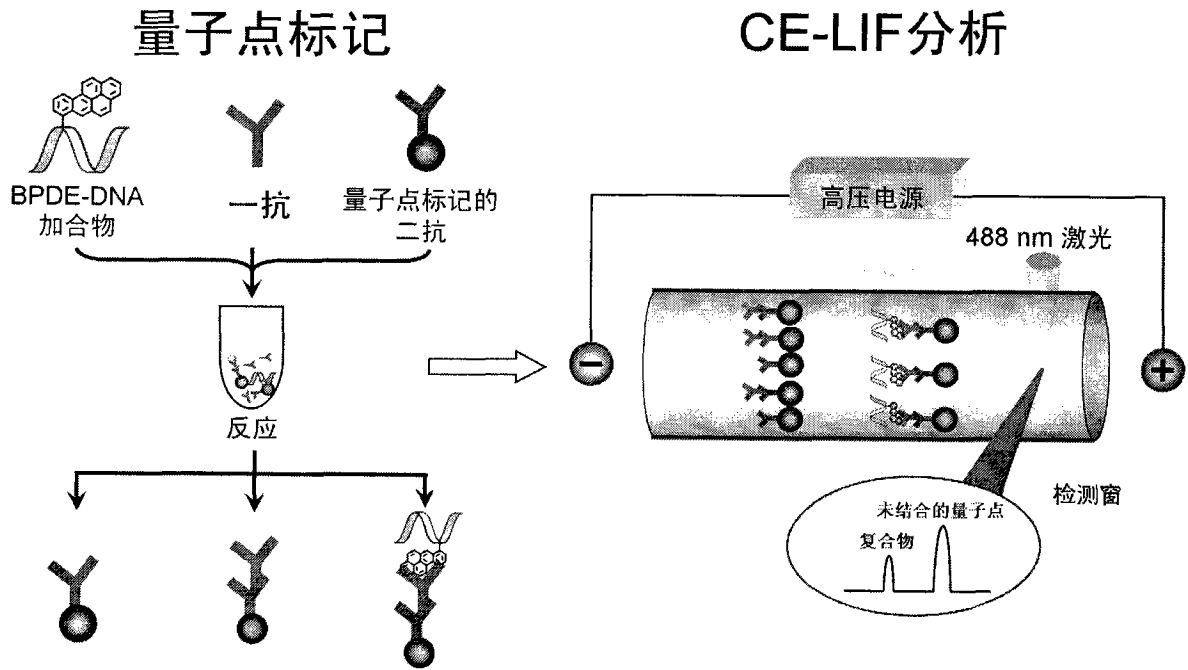 量子点标记
CE-LIF分析
BPDE-DNA
加合物
一抗
量子点标记的
二抗
反应
高压电源
488 nm 激光
−
+
检测窗
未结合的量子点
复合物